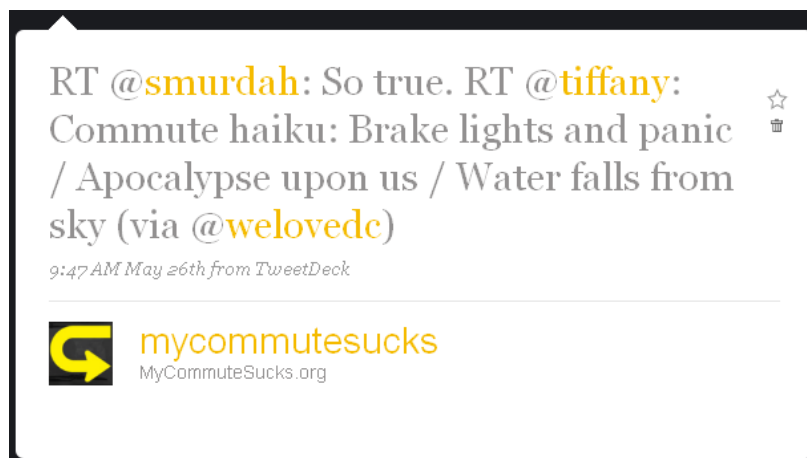 RT @smurdah: So true. RT @tiffany:
Commute haiku: Brake lights and panic
/ Apocalypse upon us / Water falls from
sky (via @welovedc)
9:47 AM May 26th from TweetDeck
mycommutesucks
MyCommuteSucks.org